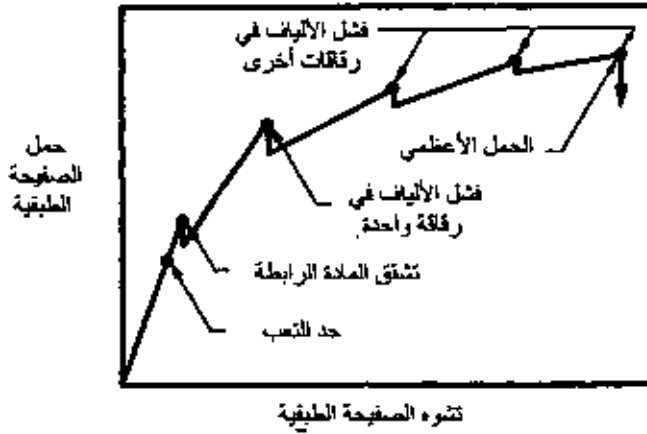 فشل الألياف في
رقاقات أخرى
حمل
الصفيحة
الطبقية
الحمل الأعظمي
فشل الألياف في
رقاقة واحدة
تشقق المادة الرابطة
حد التعب
تشوه الصفيحة الطبقية